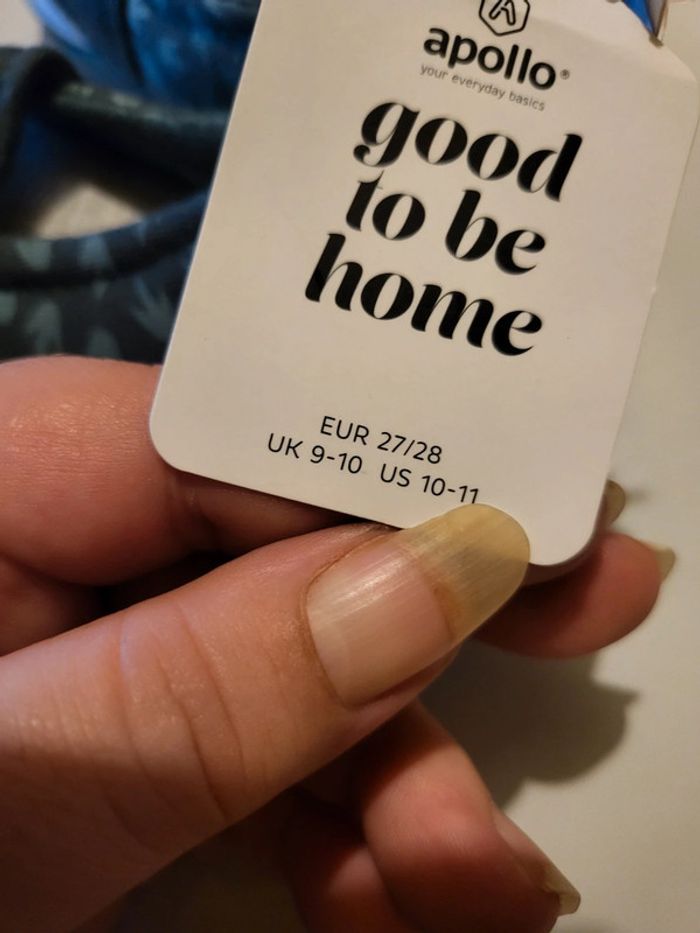 A
apollo®
your everyday basics
good
to be
home
EUR 27/28
UK 9-10 US 10-11